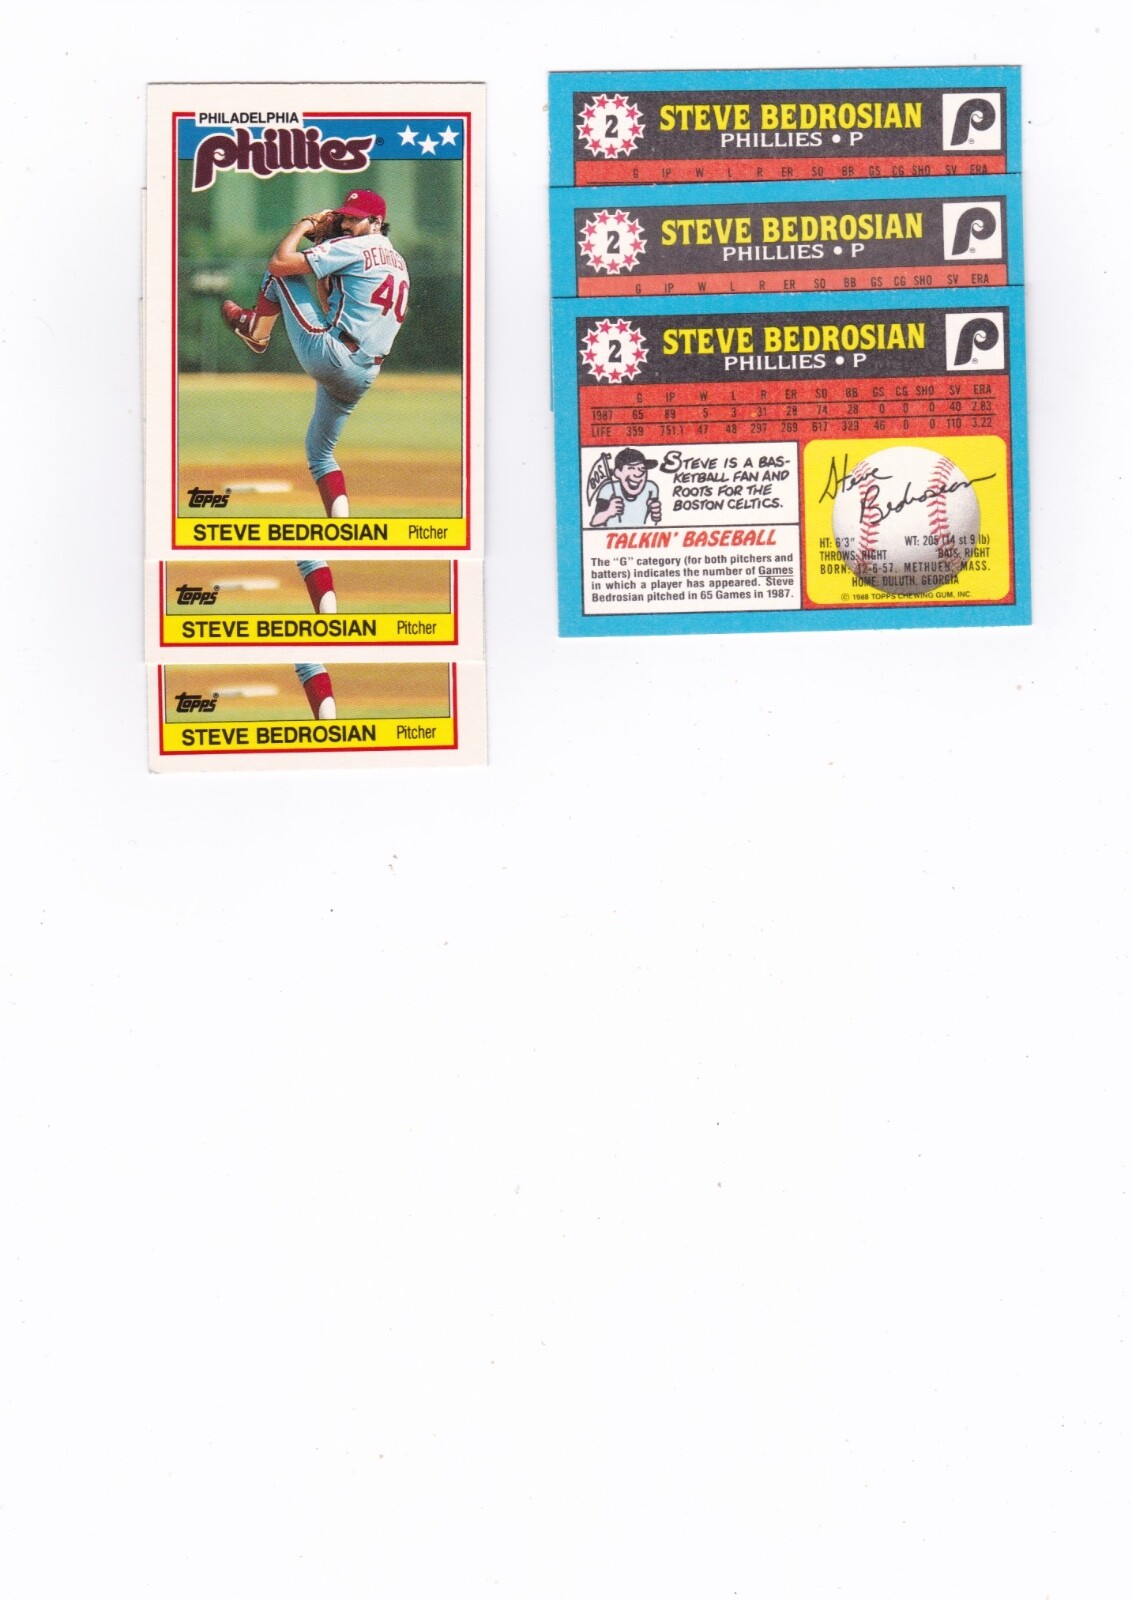 PHILADELPHIA
Phillies®
BEDROS
40
Topps®
STEVE BEDROSIAN Pitcher
Topps®
STEVE BEDROSIAN Pitcher
Topps®
STEVE BEDROSIAN Pitcher
2 STEVE BEDROSIAN P®
PHILLIES • P
G IP W L R ER SO BB GS CG SHO SV ERA
2 STEVE BEDROSIAN P®
PHILLIES • P
G IP W L R ER SO BB GS CG SHO SV ERA
2 STEVE BEDROSIAN P®
PHILLIES • P
G IP W L R ER SO BB GS CG SHO SV ERA
1987 65 89 5 3 31 28 74 28 0 0 0 40 2.83
LIFE 359 751.1 47 48 297 269 617 329 46 0 0 110 3.22
BOS
STEVE IS A BAS-
KETBALL FAN AND
ROOTS FOR THE
BOSTON CELTICS.
TALKIN' BASEBALL
The "G" category (for both pitchers and
batters) indicates the number of Games
in which a player has appeared. Steve
Bedrosian pitched in 65 Games in 1987.
Steve
Bedrosian
HT: 6'3" WT: 205 (14 st 9 lb)
THROWS: RIGHT BATS: RIGHT
BORN: 12-6-57, METHUEN, MASS.
HOME: DULUTH, GEORGIA
© 1988 TOPPS CHEWING GUM, INC.